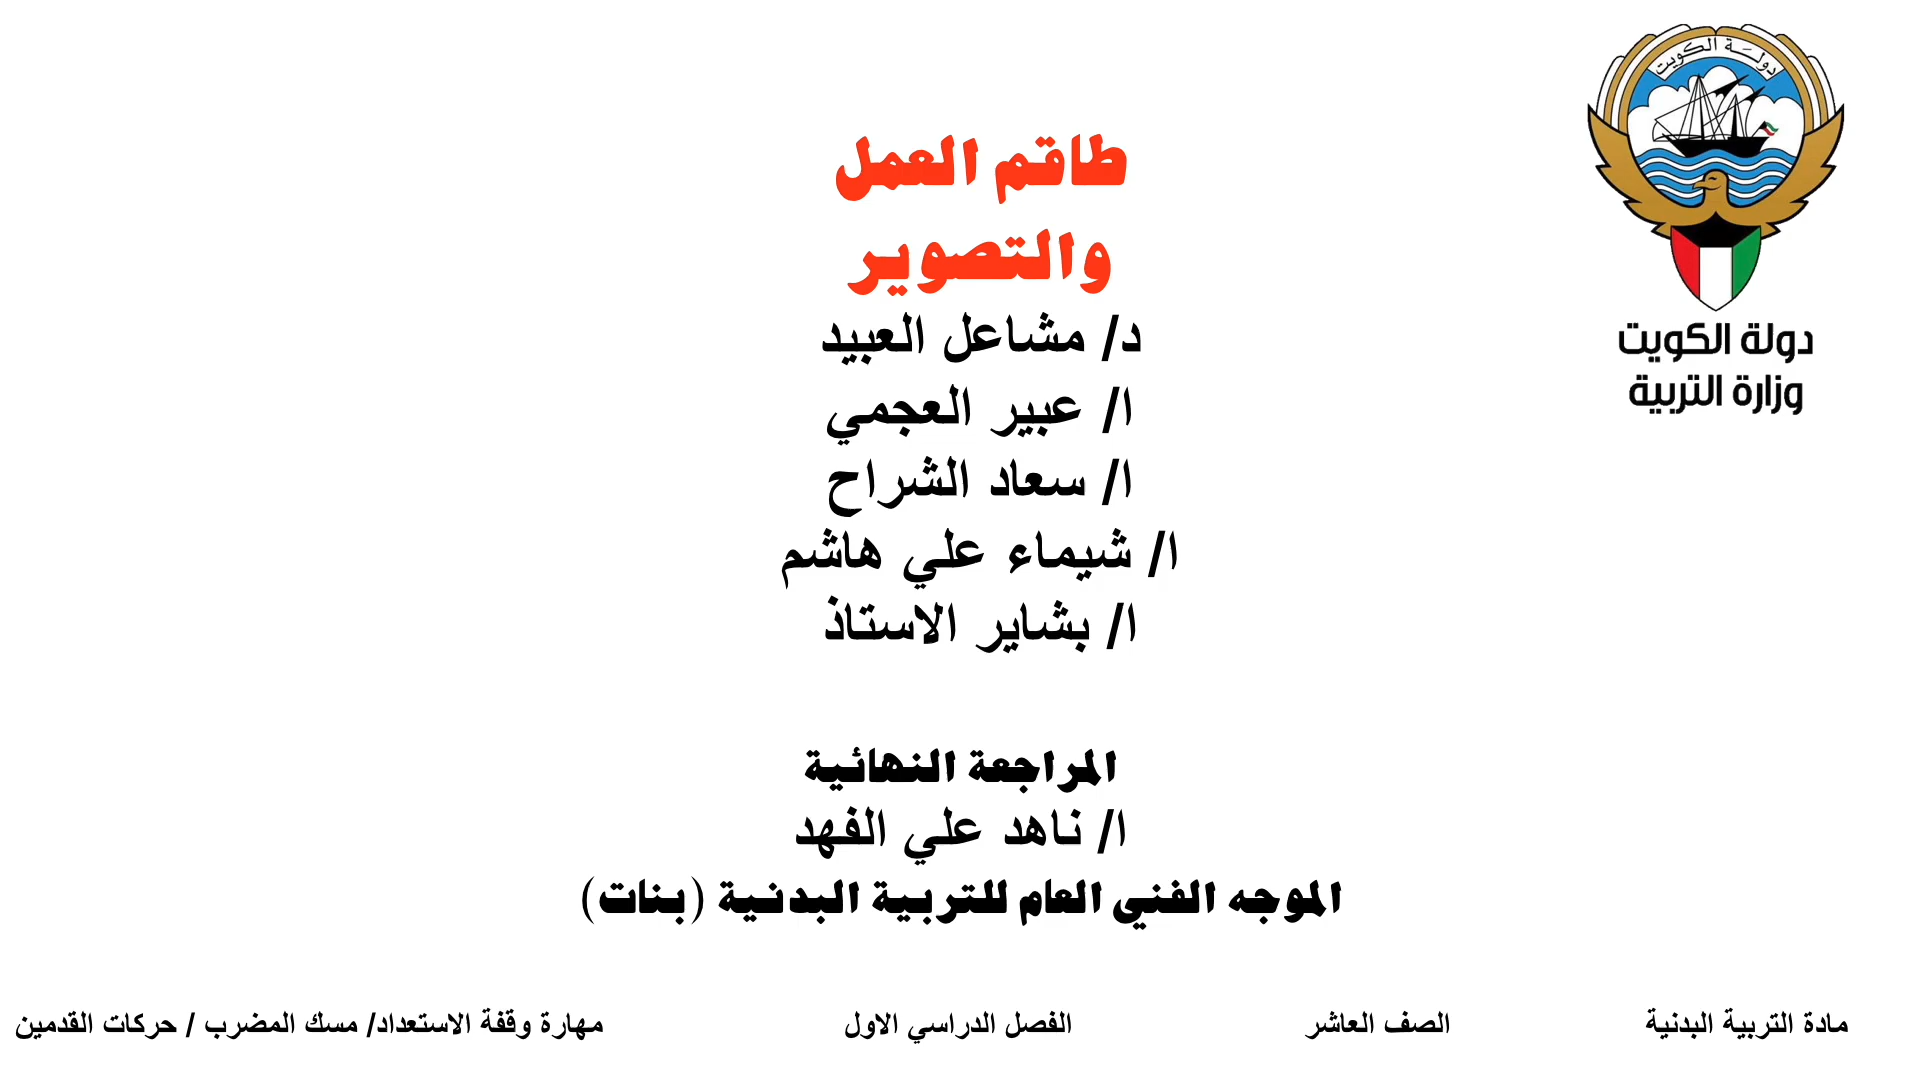 دولة الكويت
دولة الكويت
وزارة التربية
طاقم العمل
والتصوير
د/ مشاعل العبيد
ا/ عبير العجمي
ا/ سعاد الشراح
ا/ شيماء علي هاشم
ا/ بشاير الاستاذ
المراجعة النهائية
ا/ ناهد علي الفهد
الموجه الفني العام للتربية البدنية (بنات)
مادة التربية البدنية
الصف العاشر
الفصل الدراسي الاول
مهارة وقفة الاستعداد/ مسك المضرب / حركات القدمين